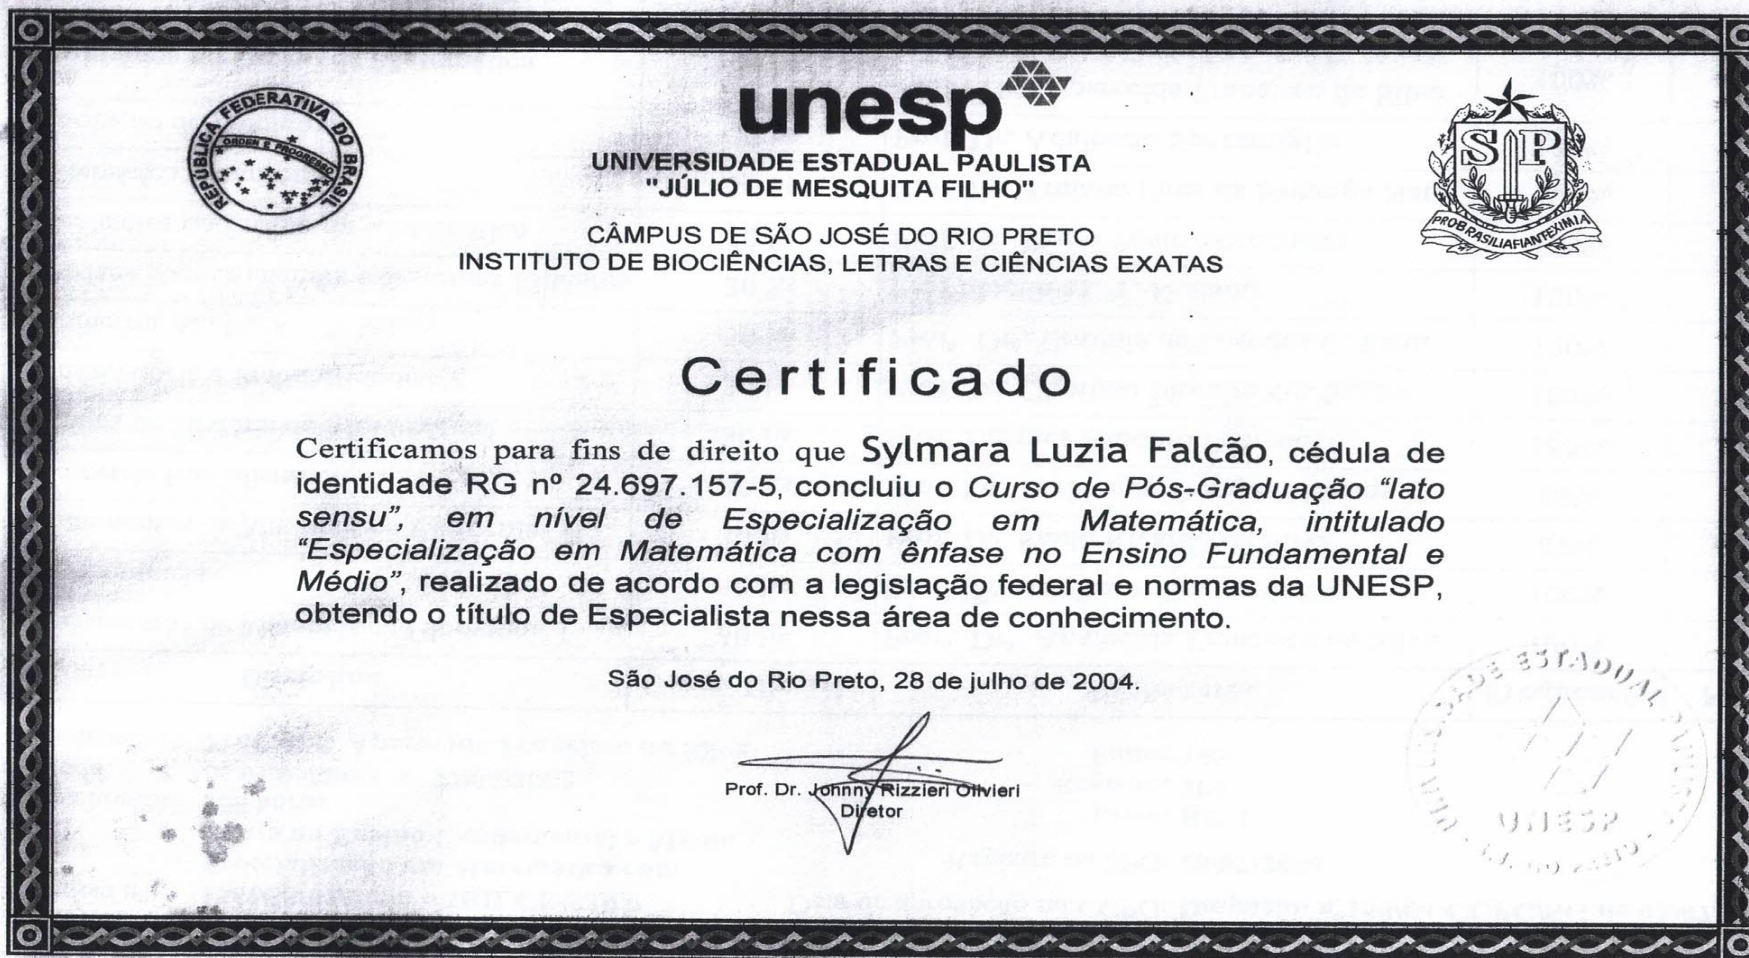 unesp
UNIVERSIDADE ESTADUAL PAULISTA
"JÚLIO DE MESQUITA FILHO"
REPÚBLICA FEDERATIVA DO BRASIL
ORDEM E PROGRESSO
SP
PRO BRASILIA FIANT EXIMIA
CÂMPUS DE SÃO JOSÉ DO RIO PRETO
INSTITUTO DE BIOCIÊNCIAS, LETRAS E CIÊNCIAS EXATAS
Certificado
Certificamos para fins de direito que Sylmara Luzia Falcão, cédula de
identidade RG nº 24.697.157-5, concluiu o Curso de Pós-Graduação “lato
sensu”, em nível de Especialização em Matemática, intitulado
“Especialização em Matemática com ênfase no Ensino Fundamental e
Médio”, realizado de acordo com a legislação federal e normas da UNESP,
obtendo o título de Especialista nessa área de conhecimento.
São José do Rio Preto, 28 de julho de 2004.
Prof. Dr. Johnny Rizzieri Olivieri
Diretor
ESTADUAL
UNESP